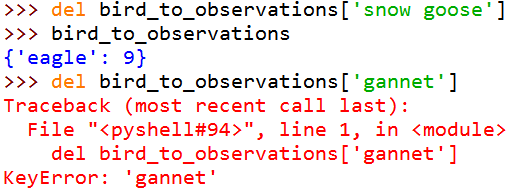 >>> del bird_to_observations['snow goose']
>>> bird_to_observations
{'eagle': 9}
>>> del bird_to_observations['gannet']
Traceback (most recent call last):
  File "<pyshell#94>", line 1, in <module>
    del bird_to_observations['gannet']
KeyError: 'gannet'